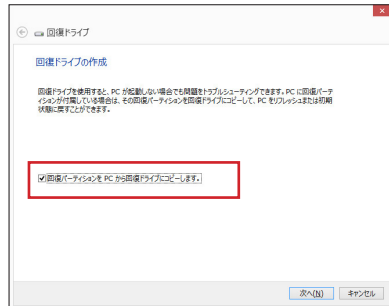 回復ドライブ
回復ドライブの作成
回復ドライブを使用すると、PC が起動しない場合でも問題をトラブルシューティングできます。PC に回復パーテ
ィションが付属している場合は、その回復パーティションを回復ドライブにコピーして、PC をリフレッシュまたは初期
状態に戻すことができます。
回復パーティションを PC から回復ドライブにコピーします。
次へ(N) キャンセル